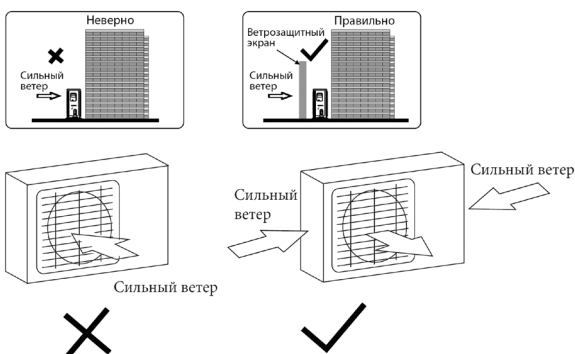 Неверно
Сильный
ветер
Правильно
Ветрозащитный
экран
Сильный
ветер
Сильный ветер
Сильный
ветер
Сильный ветер